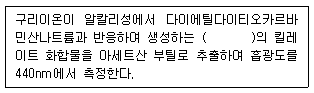 구리이온이 알칼리성에서 다이에틸다이티오카르바
민산나트륨과 반응하여 생성하는 (      )의 킬레
이트 화합물을 아세트산 부틸로 추출하여 흡광도를
440nm에서 측정한다.